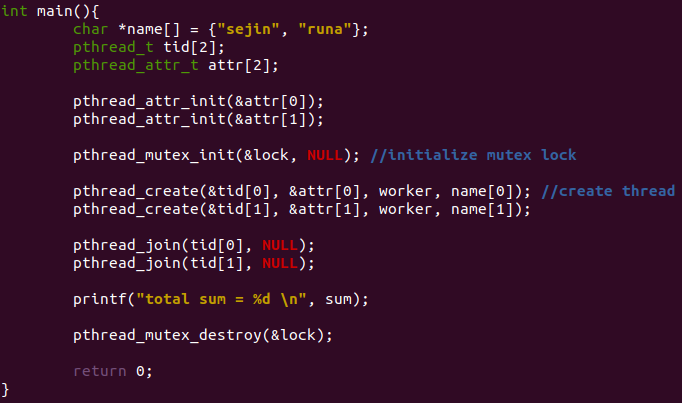 int main(){
char *name[] = {"sejin", "runa"};
pthread_t tid[2];
pthread_attr_t attr[2];
pthread_attr_init(&attr[0]);
pthread_attr_init(&attr[1]);
pthread_mutex_init(&lock, NULL); //initialize mutex lock
pthread_create(&tid[0], &attr[0], worker, name[0]); //create thread
pthread_create(&tid[1], &attr[1], worker, name[1]);
pthread_join(tid[0], NULL);
pthread_join(tid[1], NULL);
printf("total sum = %d \n", sum);
pthread_mutex_destroy(&lock);
return 0;
}